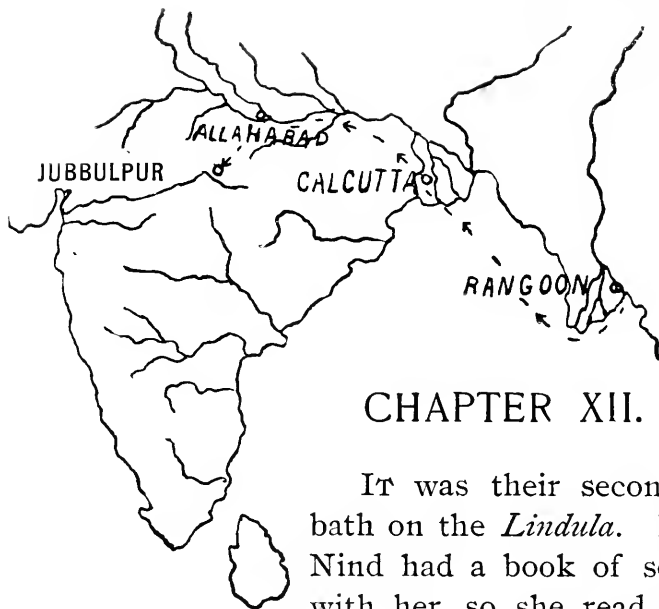 ALLAHABAD
JUBBULPUR
CALCUTTA
RANGOON
CHAPTER XII.
IT was their secon
bath on the Lindula.
Nind had a book of s
with her, so she read